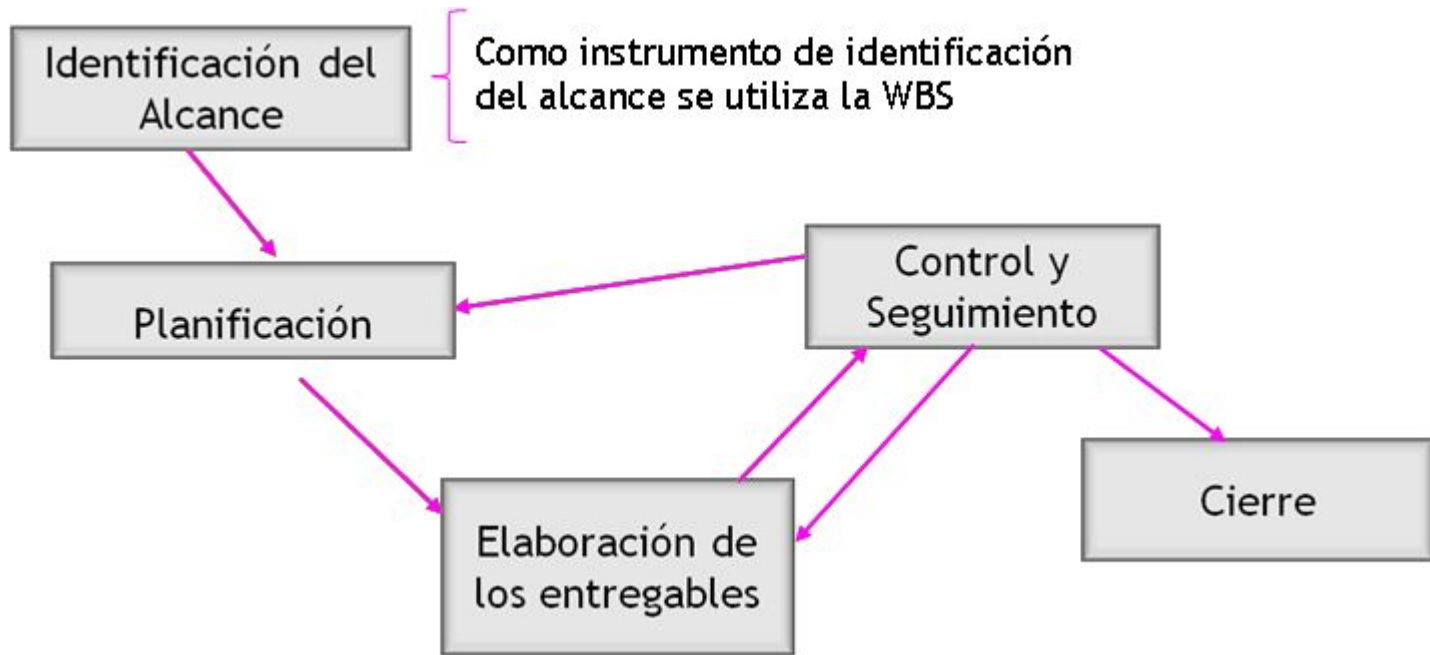 Identificación del
Alcance
Como instrumento de identificación
del alcance se utiliza la WBS
Planificación
Control y
Seguimiento
Elaboración de
los entregables
Cierre